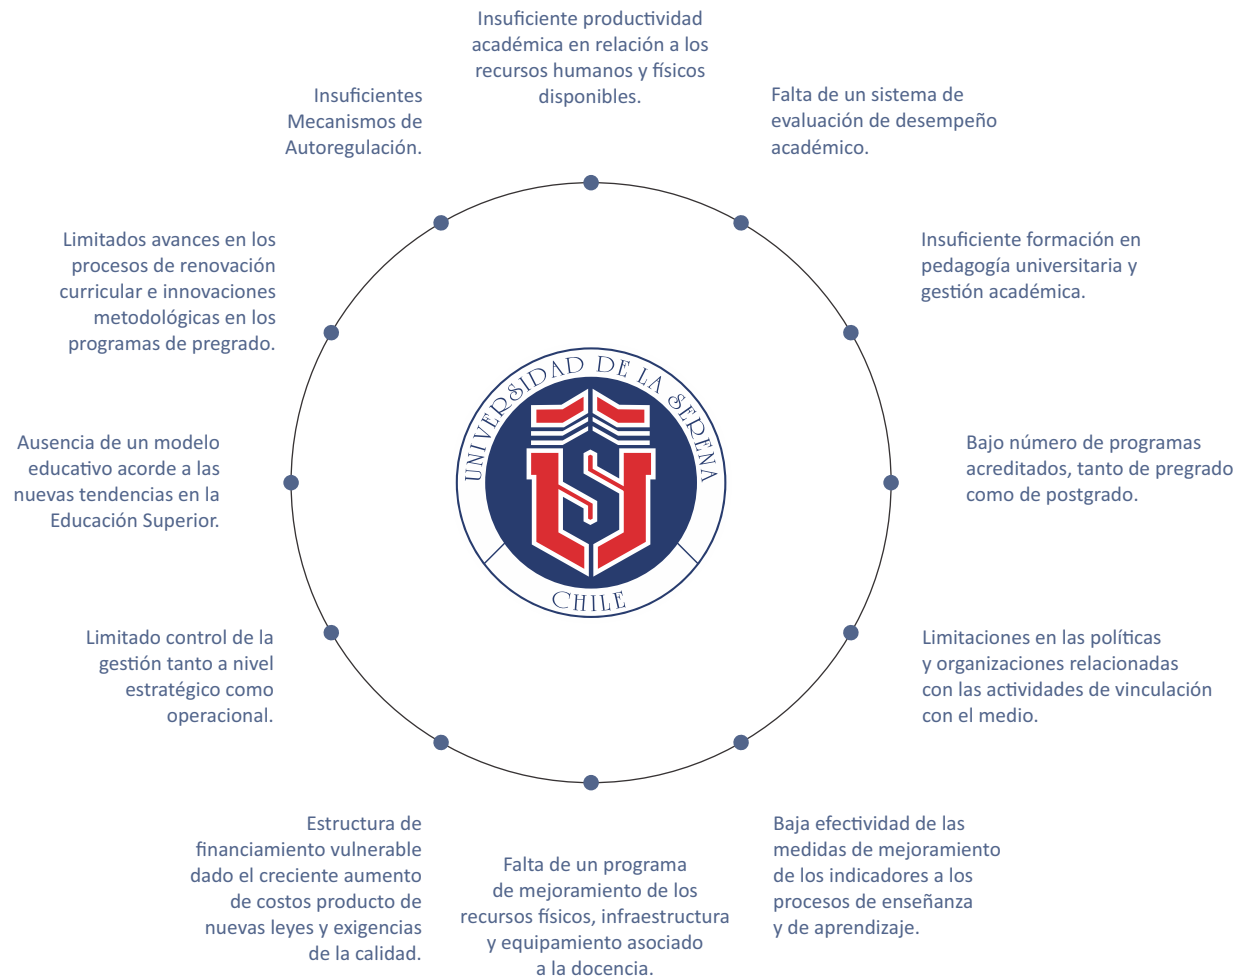 Insuficiente productividad
académica en relación a los
recursos humanos y físicos
disponibles.
Falta de un sistema de
evaluación de desempeño
académico.
Insuficiente formación en
pedagogía universitaria y
gestión académica.
Bajo número de programas
acreditados, tanto de pregrado
como de postgrado.
Limitaciones en las políticas
y organizaciones relacionadas
con las actividades de vinculación
con el medio.
Baja efectividad de las
medidas de mejoramiento
de los indicadores a los
procesos de enseñanza
y de aprendizaje.
Falta de un programa
de mejoramiento de los
recursos físicos, infraestructura
y equipamiento asociado
a la docencia.
Estructura de
financiamiento vulnerable
dado el creciente aumento
de costos producto de
nuevas leyes y exigencias
de la calidad.
Limitado control de la
gestión tanto a nivel
estratégico como
operacional.
Ausencia de un modelo
educativo acorde a las
nuevas tendencias en la
Educación Superior.
Limitados avances en los
procesos de renovación
curricular e innovaciones
metodológicas en los
programas de pregrado.
Insuficientes
Mecanismos de
Autoregulación.
UNIVERSIDAD DE LA SERENA
CHILE